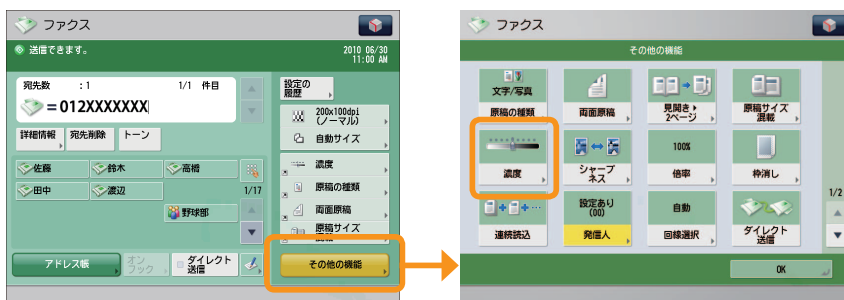 ファクス
送信できます。
2010 06/30
11:00 AM
宛先数 :1 1/1 件目
=012XXXXXXX
詳細情報
宛先削除
トーン
佐藤
鈴木
高橋
田中
渡辺
1/17
野球部
設定の
履歴
200x100dpi
(ノーマル)
自動サイズ
濃度
原稿の種類
両面原稿
原稿サイズ
アドレス帳
オン
フック
ダイレクト
送信
その他の機能
ファクス
その他の機能
文字/写真
原稿の種類
両面原稿
見開き▸
2ページ
原稿サイズ
混載
濃度
シャープ
ネス
100%
倍率
枠消し
1/2
連続読込
設定あり
(00)
発信人
自動
回線選択
ダイレクト
送信
OK